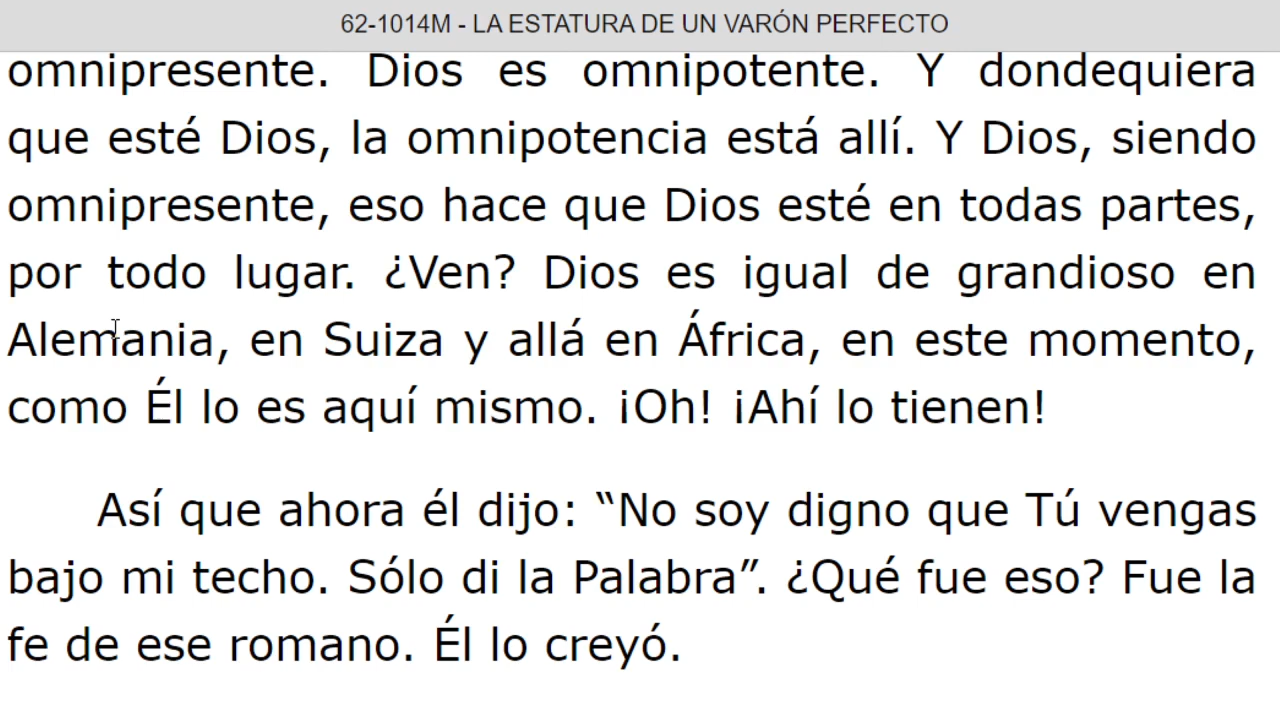 62-1014M - LA ESTATURA DE UN VARÓN PERFECTO
omnipresente. Dios es omnipotente. Y dondequiera
que esté Dios, la omnipotencia está allí. Y Dios, siendo
omnipresente, eso hace que Dios esté en todas partes,
por todo lugar. ¿Ven? Dios es igual de grandioso en
Alemania, en Suiza y allá en África, en este momento,
como Él lo es aquí mismo. ¡Oh! ¡Ahí lo tienen!
Así que ahora él dijo: “No soy digno que Tú vengas
bajo mi techo. Sólo di la Palabra”. ¿Qué fue eso? Fue la
fe de ese romano. Él lo creyó.